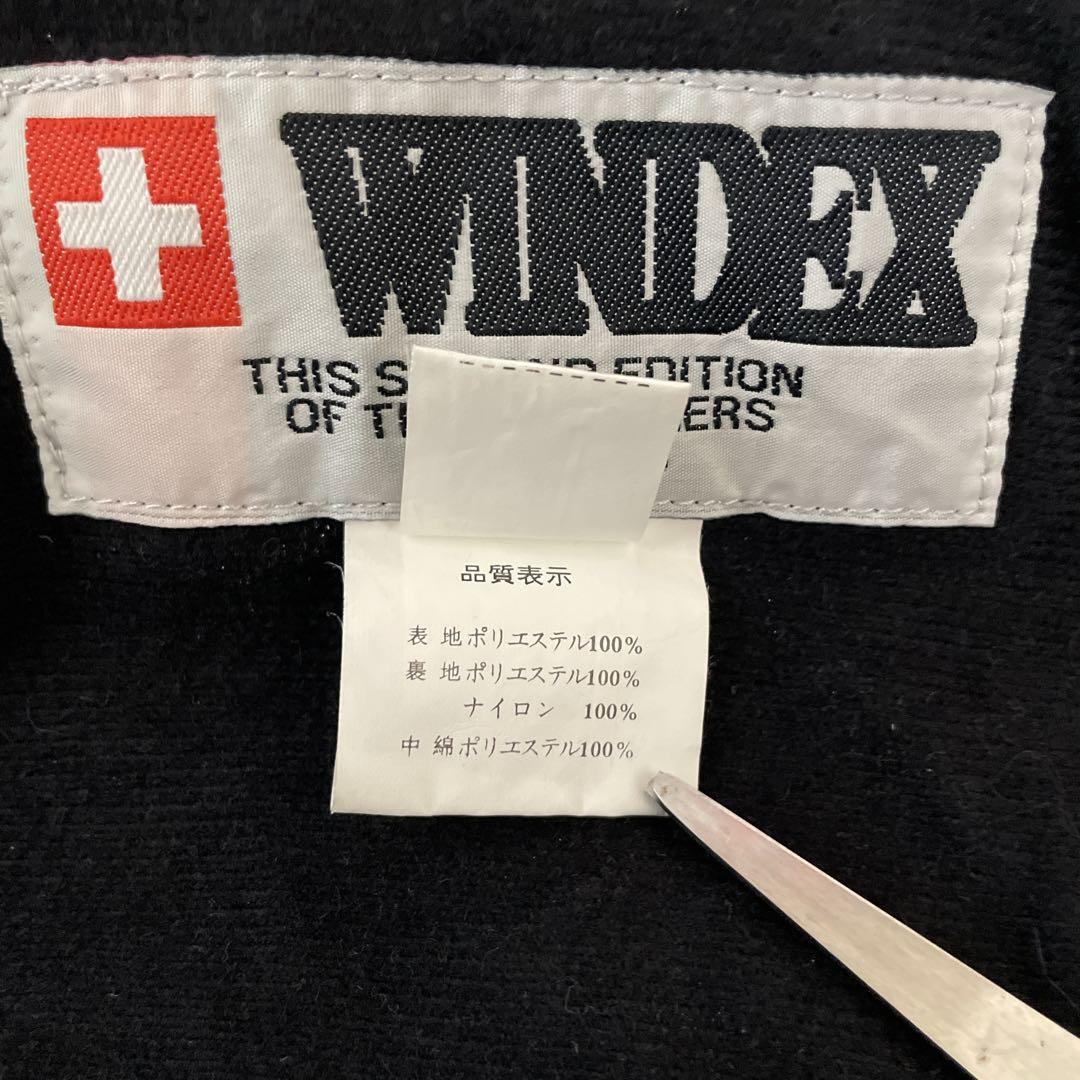 WINDEX
THIS EDITION
OF
品質表示
表 地ポリエステル100%
裏 地ポリエステル100%
ナイロン 100%
中 綿ポリエステル100%